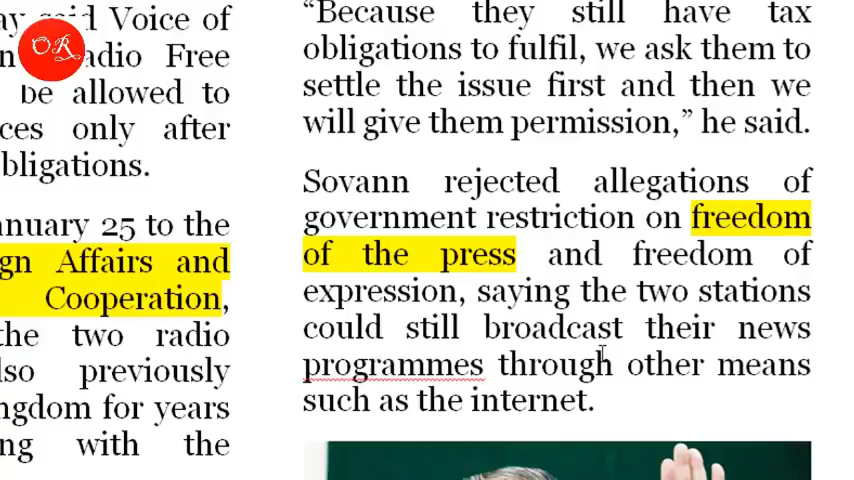 OR
said Voice of
adio Free
be allowed to
ces only after
bligations.
anuary 25 to the
gn Affairs and
Cooperation,
the two radio
lso previously
ngdom for years
ng with the
“Because they still have tax
obligations to fulfil, we ask them to
settle the issue first and then we
will give them permission,” he said.
Sovann rejected allegations of
government restriction on freedom
of the press and freedom of
expression, saying the two stations
could still broadcast their news
programmes through other means
such as the internet.